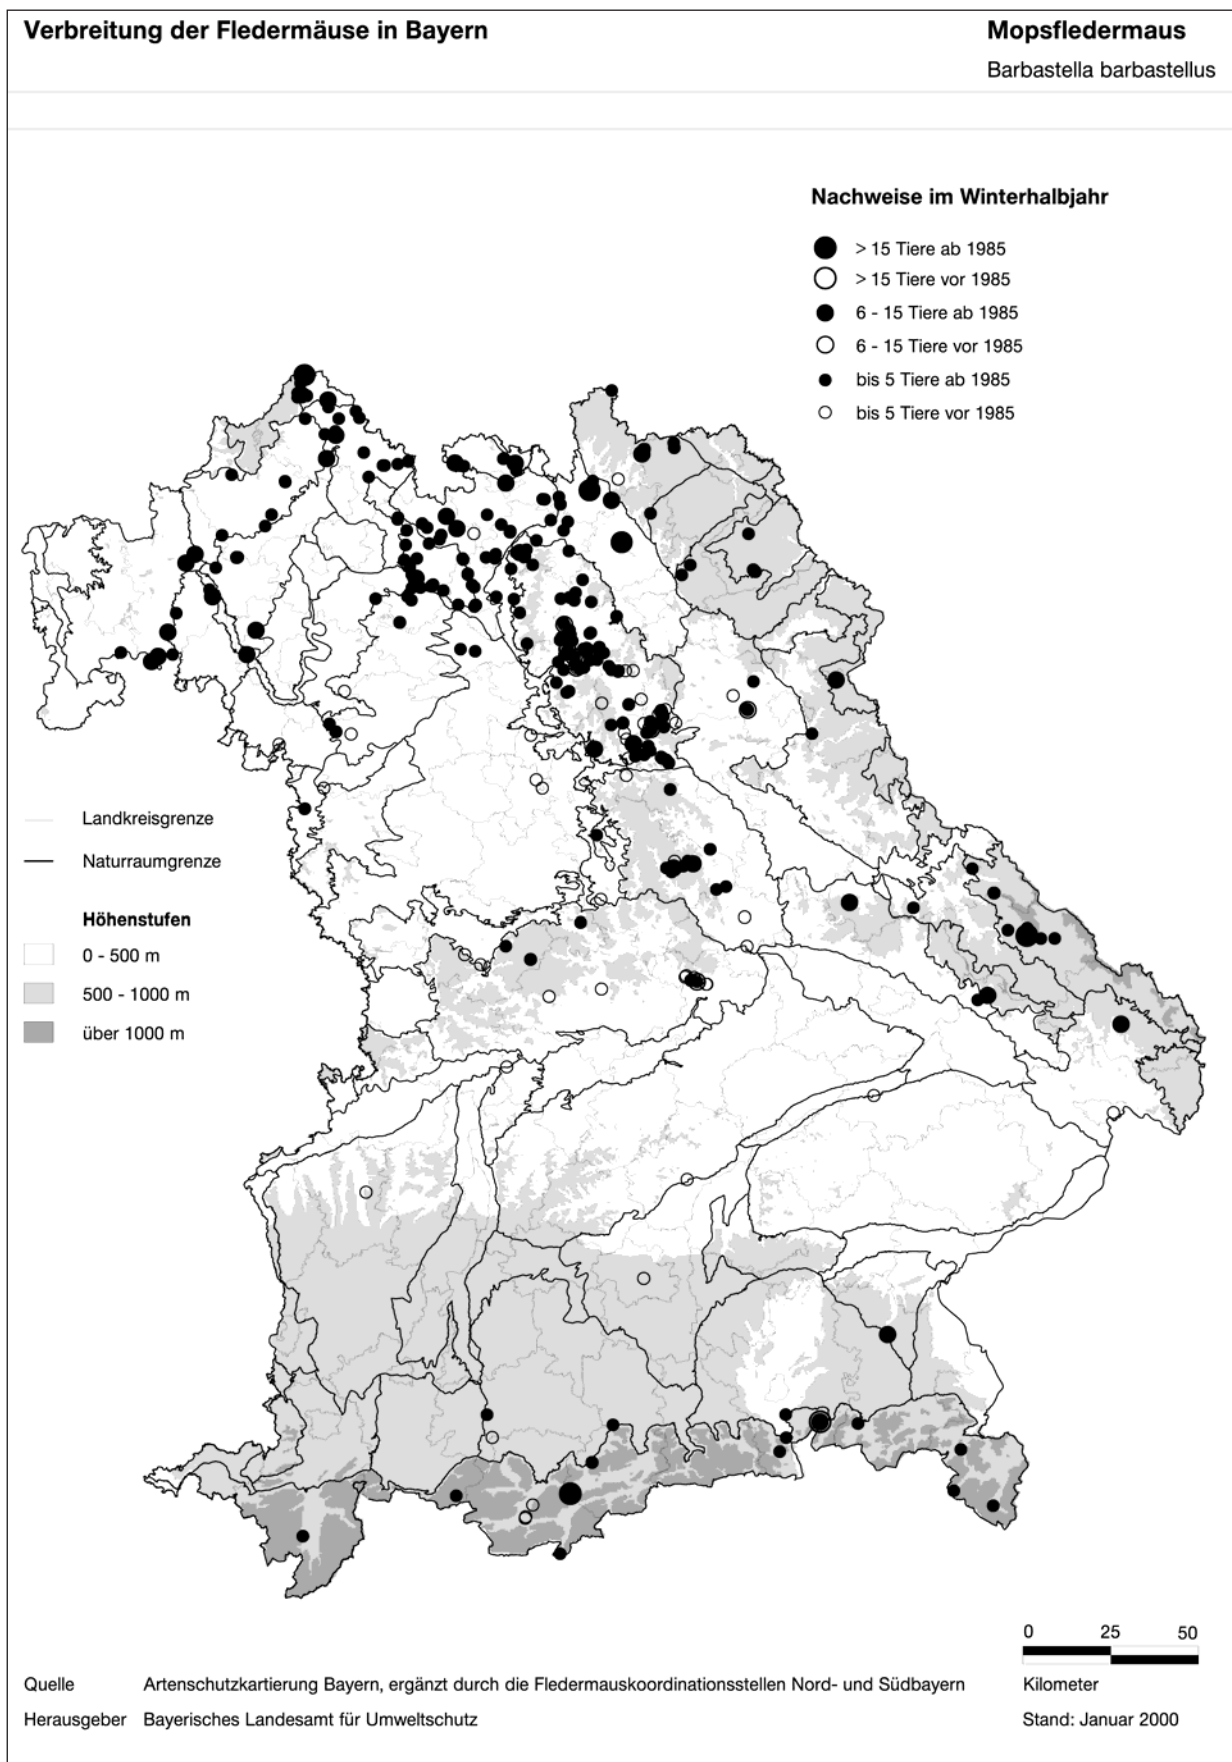 Verbreitung der Fledermäuse in Bayern
Mopsfledermaus
Barbastella barbastellus
Nachweise im Winterhalbjahr
> 15 Tiere ab 1985
> 15 Tiere vor 1985
6 - 15 Tiere ab 1985
6 - 15 Tiere vor 1985
bis 5 Tiere ab 1985
bis 5 Tiere vor 1985
Landkreisgrenze
Naturraumgrenze
Höhenstufen
0 - 500 m
500 - 1000 m
über 1000 m
0 25 50
Kilometer
Quelle Artenschutzkartierung Bayern, ergänzt durch die Fledermauskoordinationsstellen Nord- und Südbayern
Herausgeber Bayerisches Landesamt für Umweltschutz
Stand: Januar 2000